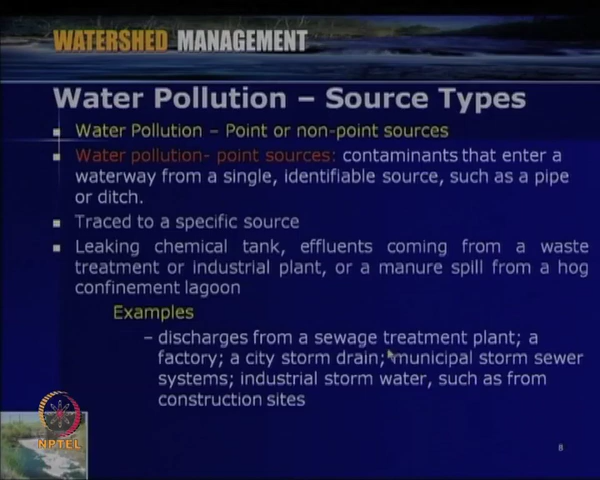 WATERSHED MANAGEMENT
Water Pollution – Source Types
Water Pollution – Point or non-point sources
Water pollution- point sources: contaminants that enter a
waterway from a single, identifiable source, such as a pipe
or ditch.
Traced to a specific source
Leaking chemical tank, effluents coming from a waste
treatment or industrial plant, or a manure spill from a hog
confinement lagoon
Examples
– discharges from a sewage treatment plant; a
factory; a city storm drain; municipal storm sewer
systems; industrial storm water, such as from
construction sites
NPTEL
8